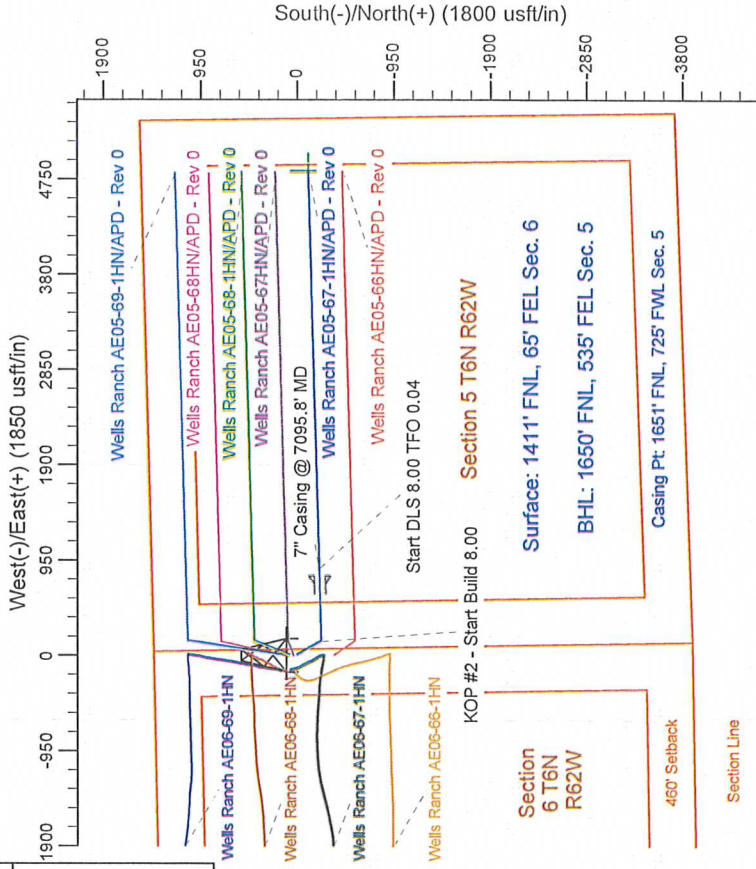 West(-)/East(+) (1850 usft/in)
1900
-950
0
950
1900
2850
3800
4750
South(-)/North(+) (1800 usft/in)
-1900
-950
0
-950
-1900
-2850
-3800
Wells Ranch AE05-69-1HN/APD - Rev 0
Wells Ranch AE05-68HN/APD - Rev 0
Wells Ranch AE05-68-1HN/APD - Rev 0
Wells Ranch AE05-67HN/APD - Rev 0
7" Casing @ 7095.8' MD
Wells Ranch AE05-67-1HN/APD - Rev 0
Wells Ranch AE05-66HN/APD - Rev 0
Start DLS 8.00 TFO 0.04
KOP #2 - Start Build 8.00
Section 5 T6N R62W
Surface: 1411' FNL, 65' FEL Sec. 6
BHL: 1650' FNL, 535' FEL Sec. 5
Casing Pt: 1651' FNL, 725' FWL Sec. 5
Wells Ranch AE06-69-1HN
Wells Ranch AE06-68-1HN
Wells Ranch AE06-67-1HN
Wells Ranch AE06-66-1HN
Section
6 T6N
R62W
460' Setback
Section Line